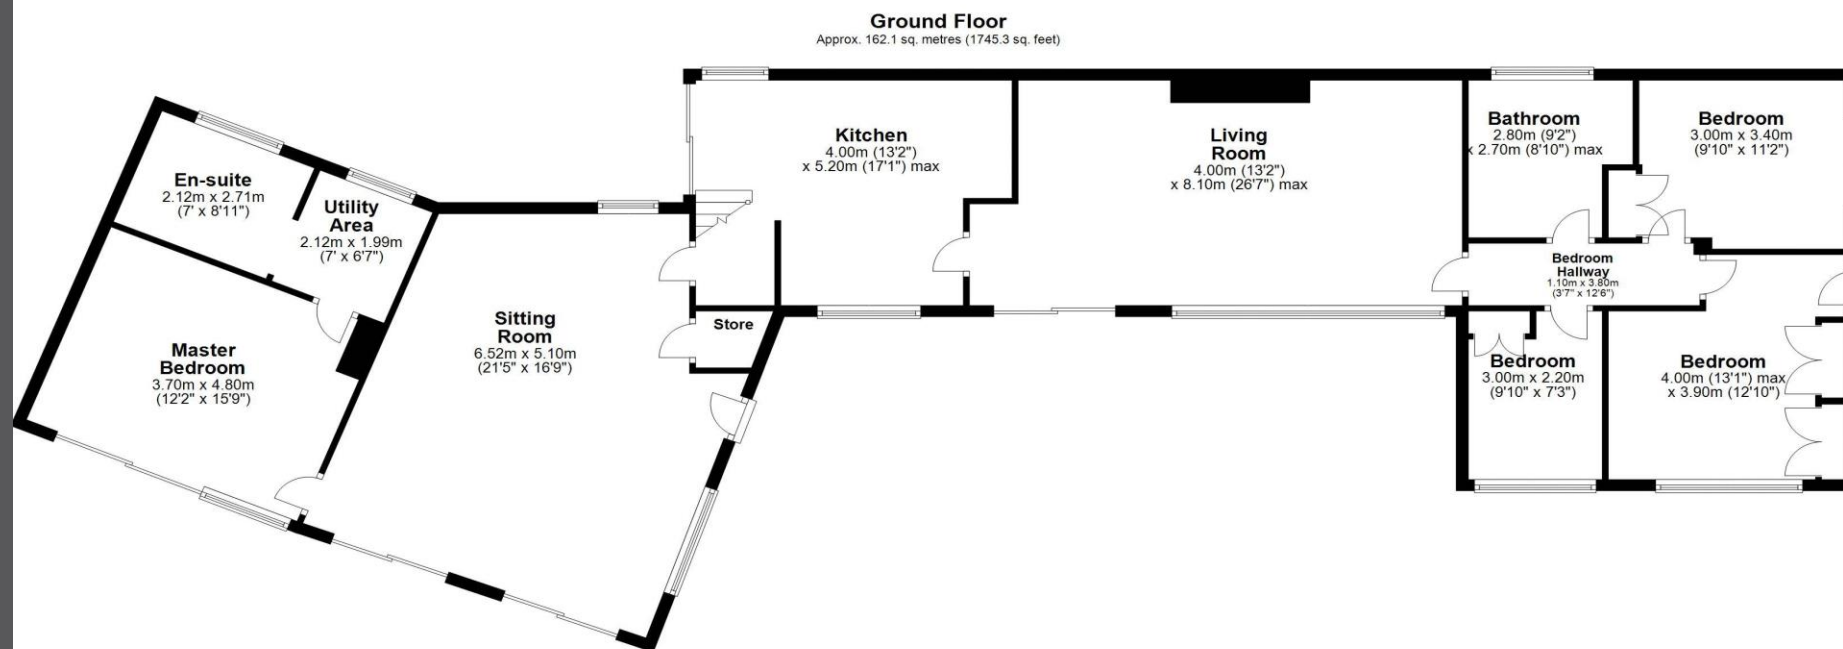 Ground Floor
Approx. 162.1 sq. metres (1745.3 sq. feet)
Kitchen
4.00m (13'2")
x 5.20m (17'1") max
Living
Room
4.00m (13'2")
x 8.10m (26'7") max
Bathroom
2.80m (9'2")
x 2.70m (8'10") max
Bedroom
3.00m x 3.40m
(9'10" x 11'2")
En-suite
2.12m x 2.71m
(7' x 8'11")
Utility
Area
2.12m x 1.99m
(7' x 6'7")
Bedroom
Hallway
1.10m x 3.80m
(3'7" x 12'6")
Sitting
Room
6.52m x 5.10m
(21'5" x 16'9")
Store
Master
Bedroom
3.70m x 4.80m
(12'2" x 15'9")
Bedroom
3.00m x 2.20m
(9'10" x 7'3")
Bedroom
4.00m (13'1") max
x 3.90m (12'10")